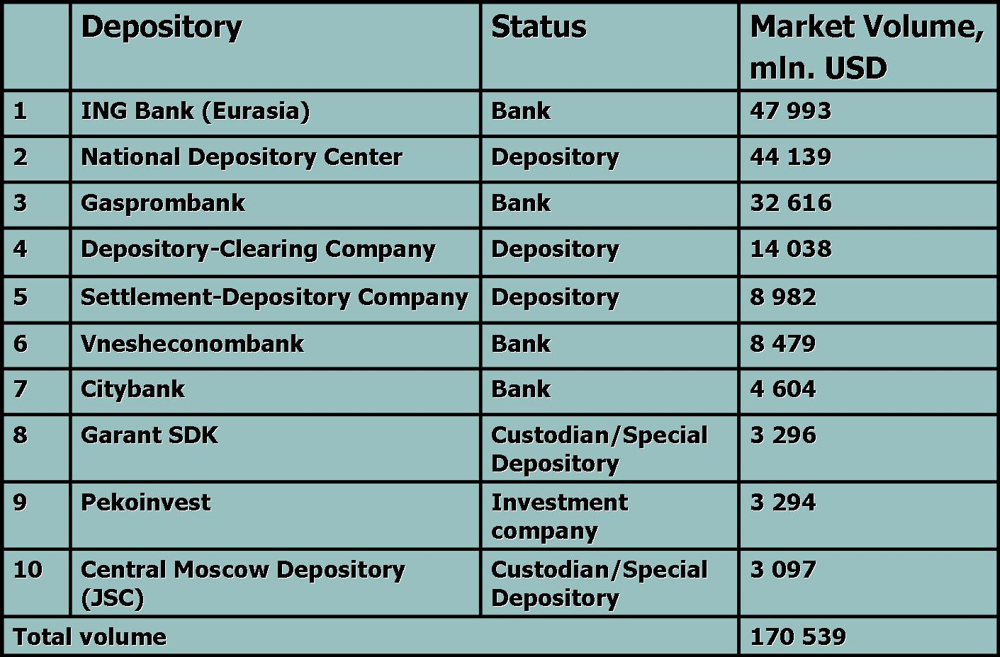 Depository Status Market Volume,
mln. USD
1 ING Bank (Eurasia) Bank 47 993
2 National Depository Center Depository 44 139
3 Gasprombank Bank 32 616
4 Depository-Clearing Company Depository 14 038
5 Settlement-Depository Company Depository 8 982
6 Vnesheconombank Bank 8 479
7 Citybank Bank 4 604
8 Garant SDK Custodian/Special 3 296
Depository
9 Pekoinvest Investment 3 294
company
10 Central Moscow Depository Custodian/Special 3 097
(JSC) Depository
Total volume 170 539